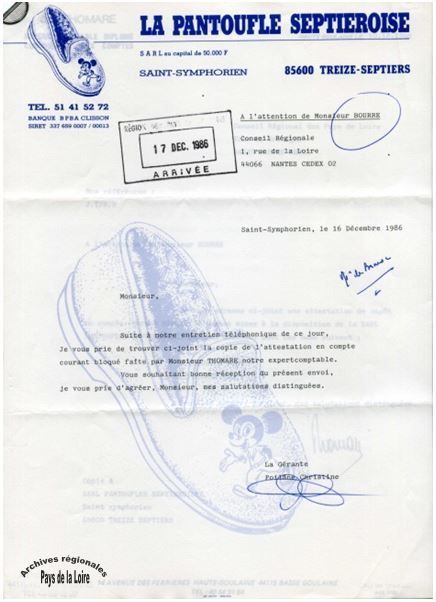 LA PANTOUFLE SEPTIEROISE
SARL au capital de 50.000 F
SAINT-SYMPHORIEN
85600 TREIZE-SEPTIERS
TEL. 51 41 52 72
BANQUE BPBA CLISSON
SIRET 337 659 0007 / 00013
A l'attention de Monsieur BOURRE
Conseil Régionale
1, rue de la Loire
44066 NANTES CEDEX 02
17 DEC. 1986
ARRIVÉE
Saint-Symphorien, le 16 Décembre 1986
Monsieur,
Suite à notre entretien téléphonique de ce jour,
Je vous prie de trouver ci-joint la copie de l'attestation en compte
courant bloqué faite par Monsieur THOMARE notre expertcomptable.
Vous souhaitant bonne réception du présent envoi,
je vous prie d'agréer, Monsieur, mes salutations distinguées.
La Gérante
Christine
Archives régionales
Pays de la Loire